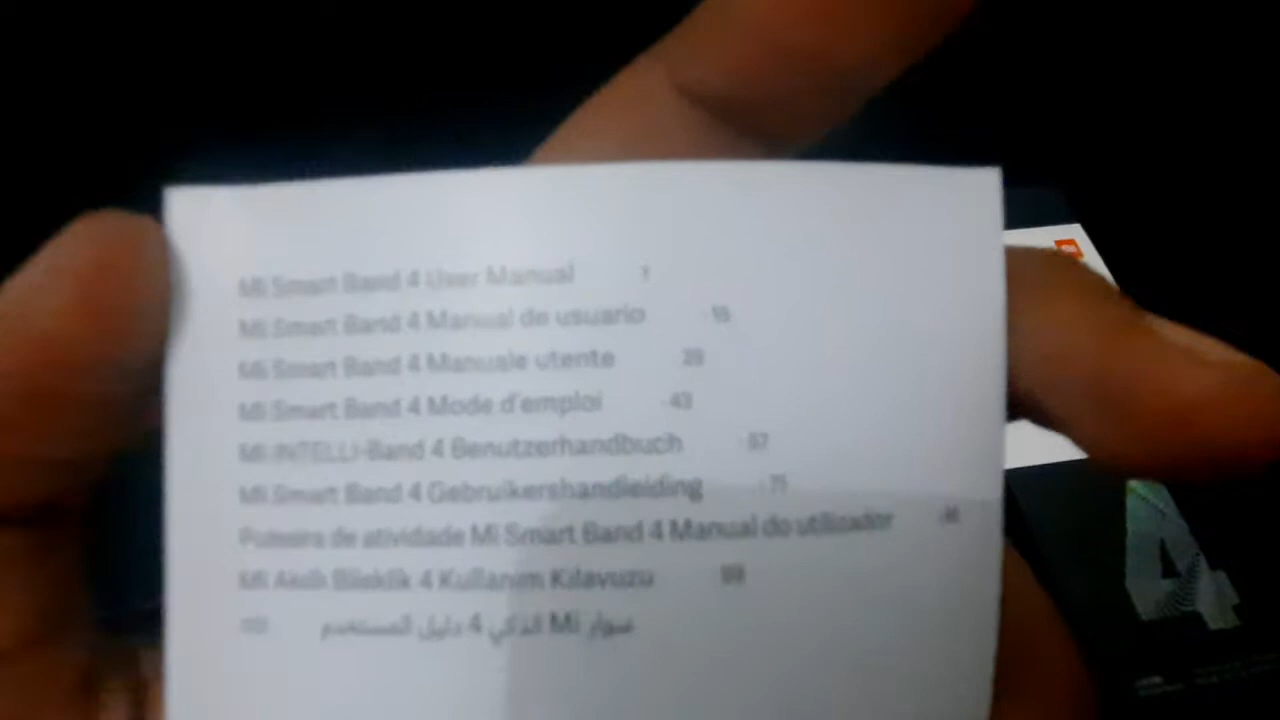 Mi Smart Band 4 User Manual 1
Mi Smart Band 4 Manual de usuario 15
Mi Smart Band 4 Manuale utente
Mi Smart Band 4 Mode d'emploi 43
Mi INTELLI-Band 4 Benutzerhandbuch 57
Mi Smart Band 4 Gebruikershandleiding 71
Pulseira de atividade Mi Smart Band 4 Manual do utilizador
Mi Akıllı Bileklik 4 Kullanım Kılavuzu 99
سوار Mi الذكي 4 دليل المستخدم
4